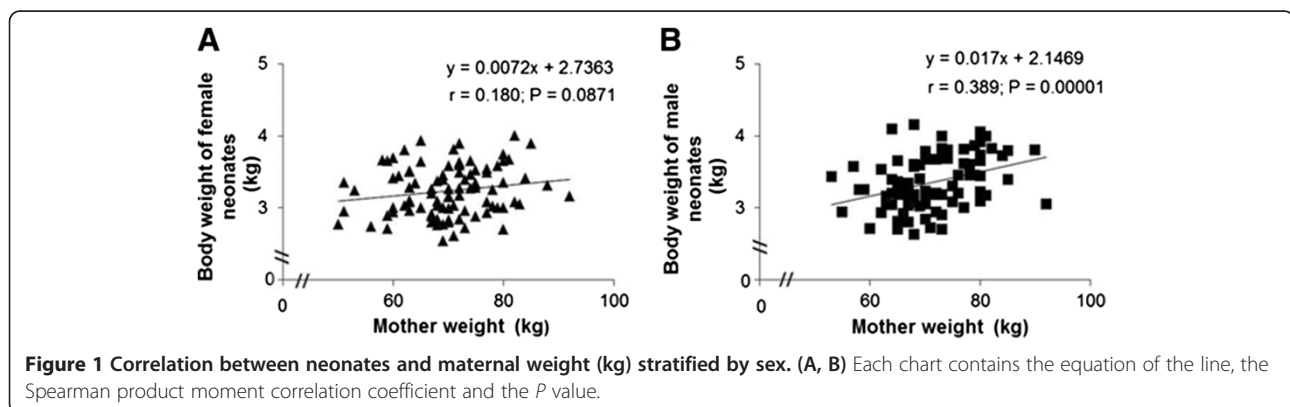 A
Body weight of female
neonates
(kg)
5
4
3
0
y = 0.0072x + 2.7363
r = 0.180; P = 0.0871
0
60
80
100
Mother weight (kg)
B
Body weight of male
neonates
(kg)
5
4
3
0
y = 0.017x + 2.1469
r = 0.389; P = 0.00001
0
60
80
100
Mother weight (kg)
Figure 1 Correlation between neonates and maternal weight (kg) stratified by sex. (A, B) Each chart contains the equation of the line, the
Spearman product moment correlation coefficient and the P value.